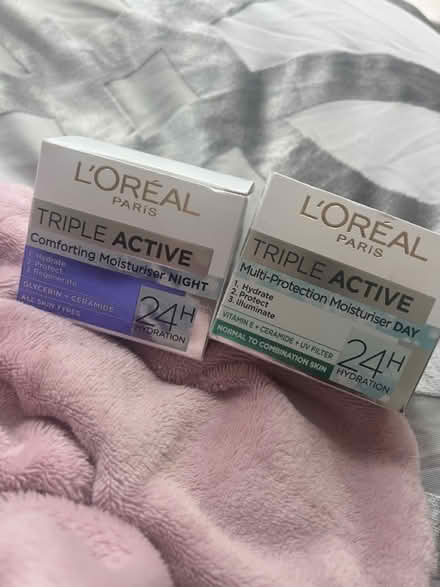 L'ORÉAL
PARIS
TRIPLE ACTIVE
Comforting Moisturiser NIGHT
1. Hydrate
2. Protect
3. Regenerate
GLYCERIN + CERAMIDE
ALL SKIN TYPES
24H
HYDRATION
L'ORÉAL
PARIS
TRIPLE ACTIVE
Multi-Protection Moisturiser DAY
1. Hydrate
2. Protect
3. Illuminate
VITAMIN E + CERAMIDE + UV FILTER
NORMAL TO COMBINATION SKIN
24H
HYDRATION